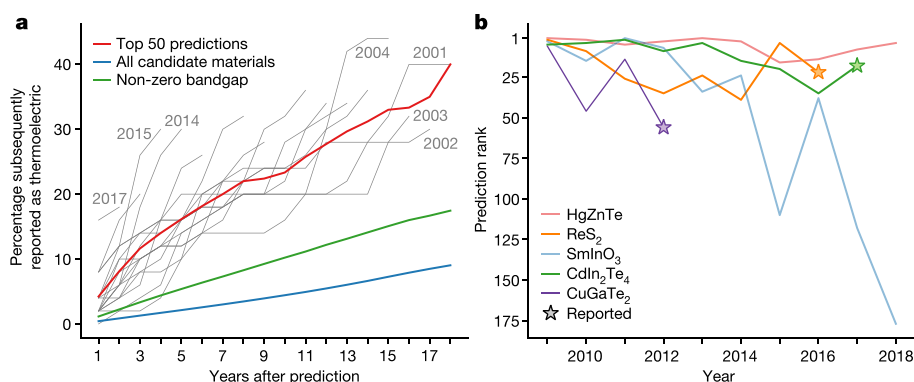 a
Percentage subsequently
reported as thermoelectric
40
30
20
10
0
Top 50 predictions
All candidate materials
Non-zero bandgap
2004
2001
2015
2014
2003
2002
2017
1
3
5
7
9
11
13
15
17
Years after prediction
b
Prediction rank
1
25
50
75
100
125
150
175
HgZnTe
ReS₂
SmInO₃
CdIn₂Te₄
CuGaTe₂
Reported
2010
2012
2014
2016
2018
Year